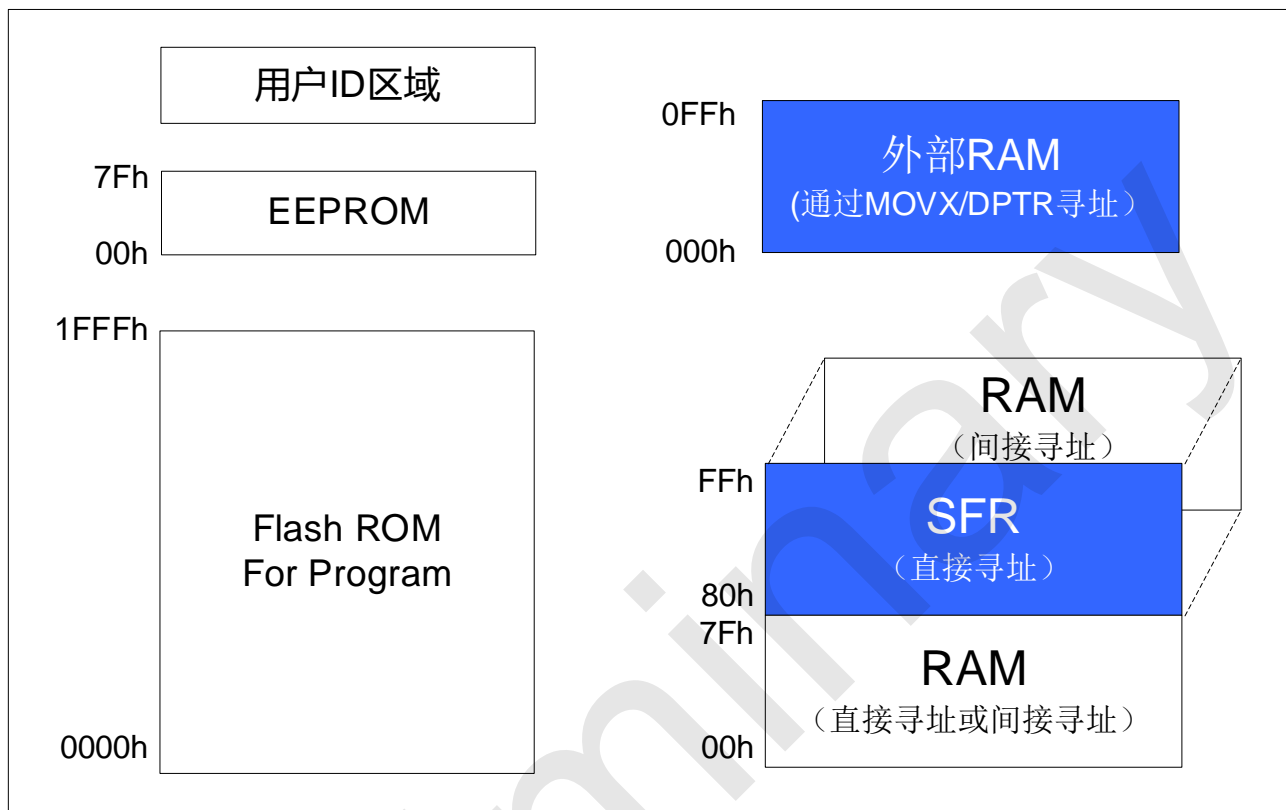 用户ID区域
7Fh
EEPROM
00h
1FFFh
Flash ROM
For Program
0000h
0FFh
外部RAM
(通过MOVX/DPTR寻址）
000h
RAM
（间接寻址）
FFh
SFR
（直接寻址）
80h
7Fh
RAM
（直接寻址或间接寻址）
00h
minary